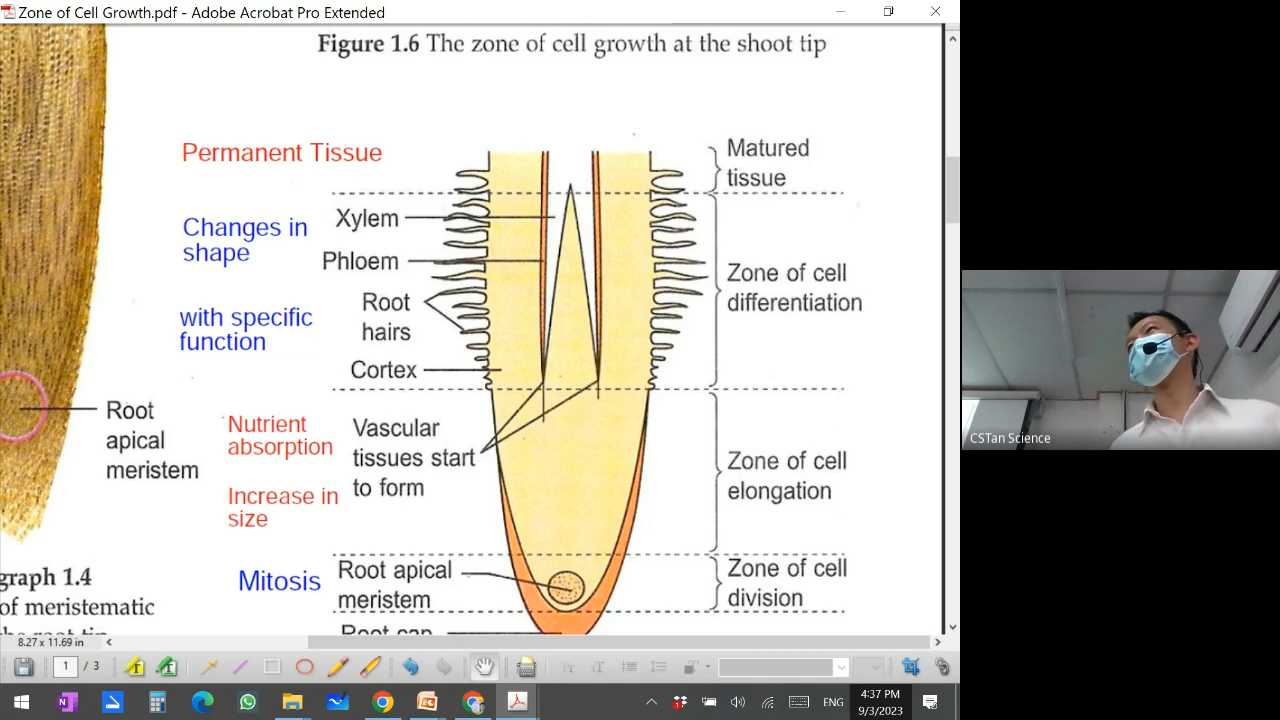 Zone of Cell Growth.pdf - Adobe Acrobat Pro Extended
Figure 1.6 The zone of cell growth at the shoot tip
Permanent Tissue
Matured
tissue
Changes in
shape
Xylem
Phloem
Zone of cell
differentiation
with specific
function
Root
hairs
Cortex
Root
apical
meristem
Nutrient
absorption
Vascular
tissues start
to form
Zone of cell
elongation
Increase in
size
Mitosis
Root apical
meristem
Zone of cell
division
graph 1.4
of meristematic
Root cap
8.27 x 11.69 in
1 / 3
CSTan Science
ENG
4:37 PM
9/3/2023